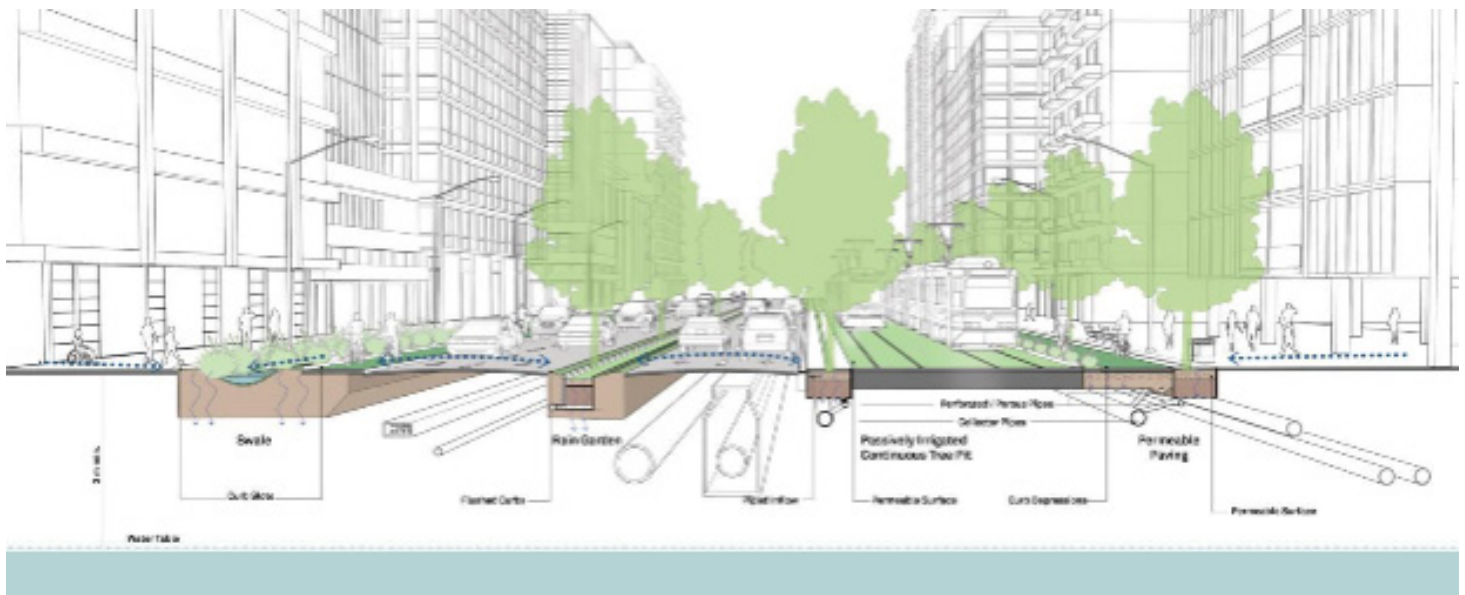 Perforated / Porous Pipes
Collector Pipes
Swale
Rain Garden
Passively Irrigated
Continuous Tree Pit
Permeable
Paving
Curb Slots
Flushed Curbs
Piped Inflow
Permeable Surface
Curb Depressions
Permeable Surface
Water Table